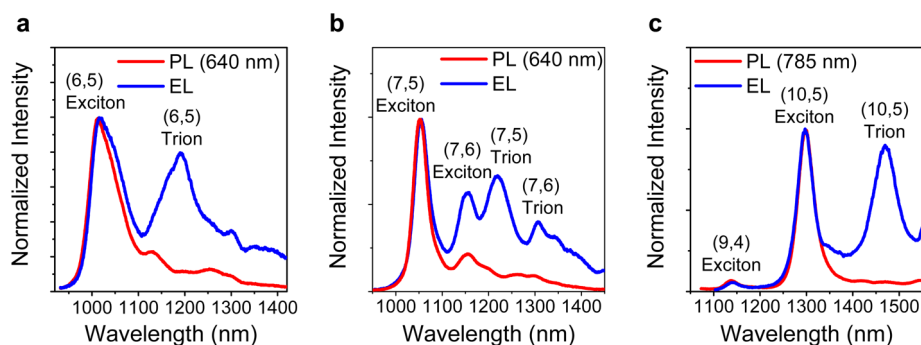 a
PL (640 nm)
EL
(6,5)
Exciton
(6,5)
Trion
Normalized Intensity
1000 1100 1200 1300 1400
Wavelength (nm)
b
PL (640 nm)
EL
(7,5)
Exciton
(7,6)
Exciton
(7,5)
Trion
(7,6)
Trion
Normalized Intensity
1000 1100 1200 1300 1400
Wavelength (nm)
c
PL (785 nm)
EL
(10,5)
Exciton
(10,5)
Trion
(9,4)
Exciton
Normalized Intensity
1100 1200 1300 1400 1500
Wavelength (nm)